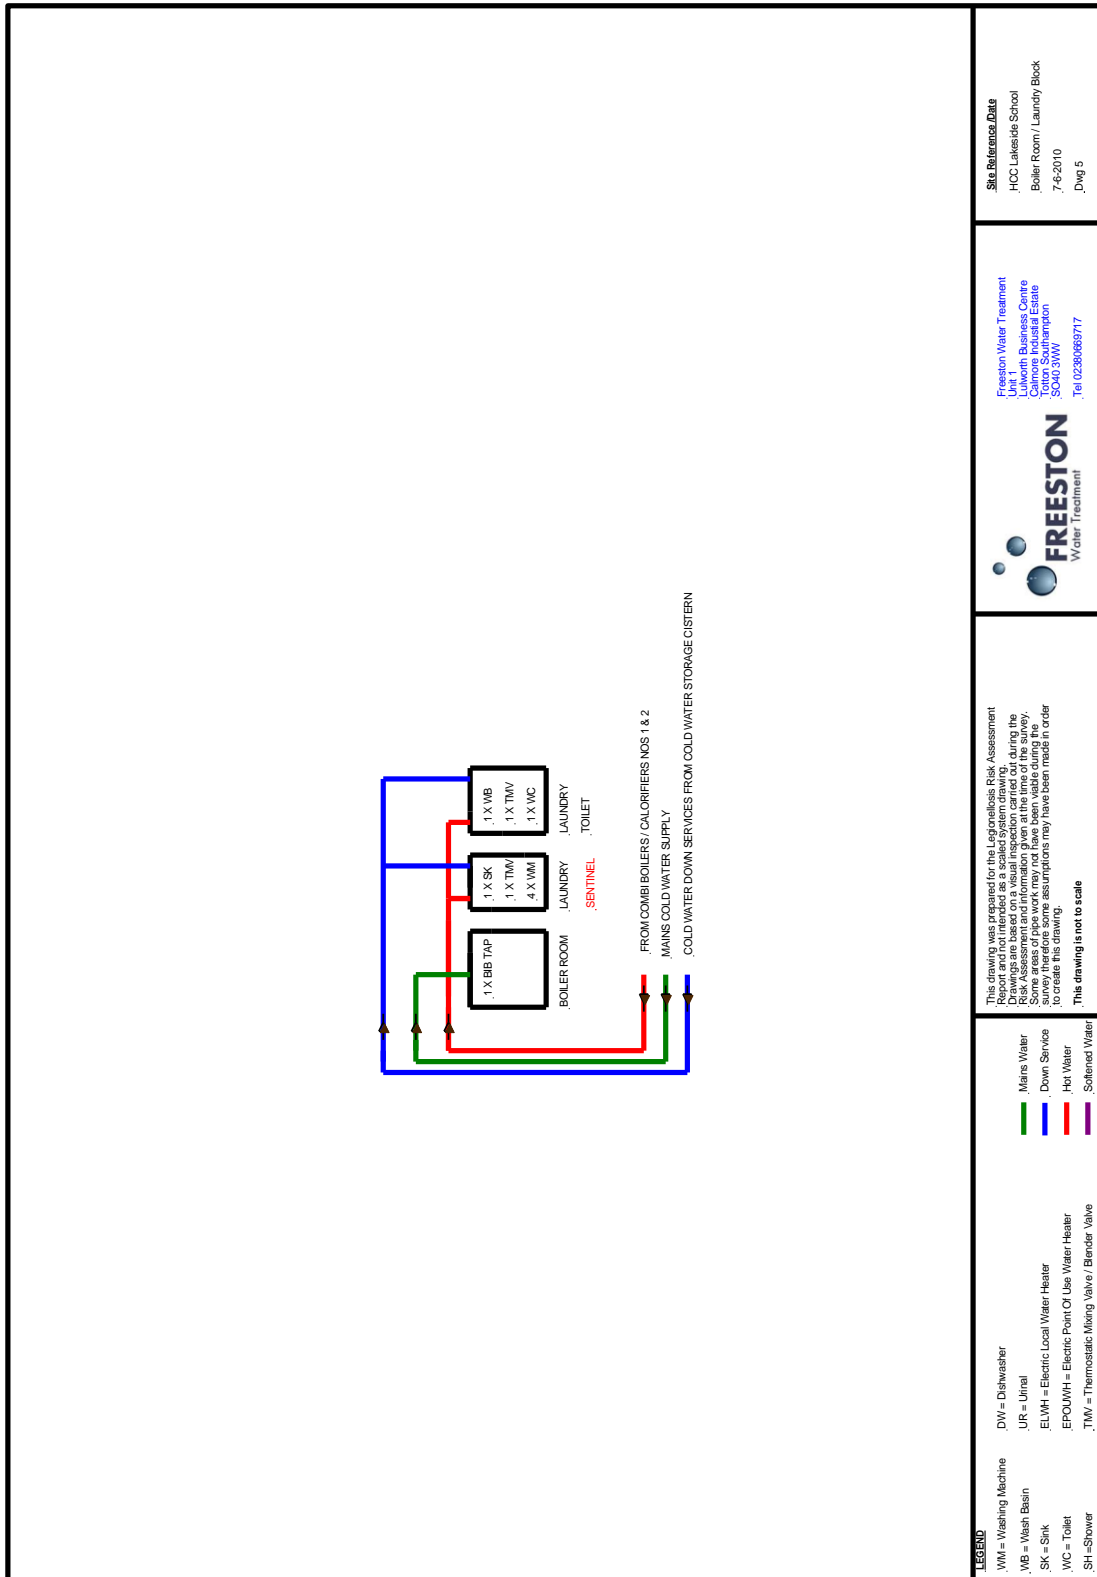 1 X BIB TAP
BOILER ROOM
1 X SK
1 X TMV
4 X WM
LAUNDRY
SENTINEL
1 X WB
1 X TMV
1 X WC
LAUNDRY
TOILET
FROM COMBI BOILERS / CALORIFIERS NOS 1 & 2
MAINS COLD WATER SUPPLY
COLD WATER DOWN SERVICES FROM COLD WATER STORAGE CISTERN
LEGEND
WM = Washing Machine
WB = Wash Basin
SK = Sink
WC = Toilet
SH =Shower
DW = Dishwasher
UR = Urinal
ELWH = Electric Local Water Heater
EPOUWH = Electric Point Of Use Water Heater
TMV = Thermostatic Mixing Valve / Blender Valve
Mains Water
Down Service
Hot Water
Softened Water
This drawing was prepared for the Legionellosis Risk Assessment
Report and not intended as a scaled system drawing.
Drawings are based on a visual inspection carried out during the
Risk Assessment and information given at the time of the survey.
Some areas of pipe work may not have been viable during the
survey therefore some assumptions may have been made in order
to create this drawing.
This drawing is not to scale
FREESTON
Water Treatment
Freeston Water Treatment
Unit 1
Lulworth Business Centre
Calmore Industial Estate
Totton Southampton
SO40 3WW
Tel 02380669717
Site Reference /Date
HCC Lakeside School
Boiler Room / Laundry Block
7-6-2010
Dwg 5